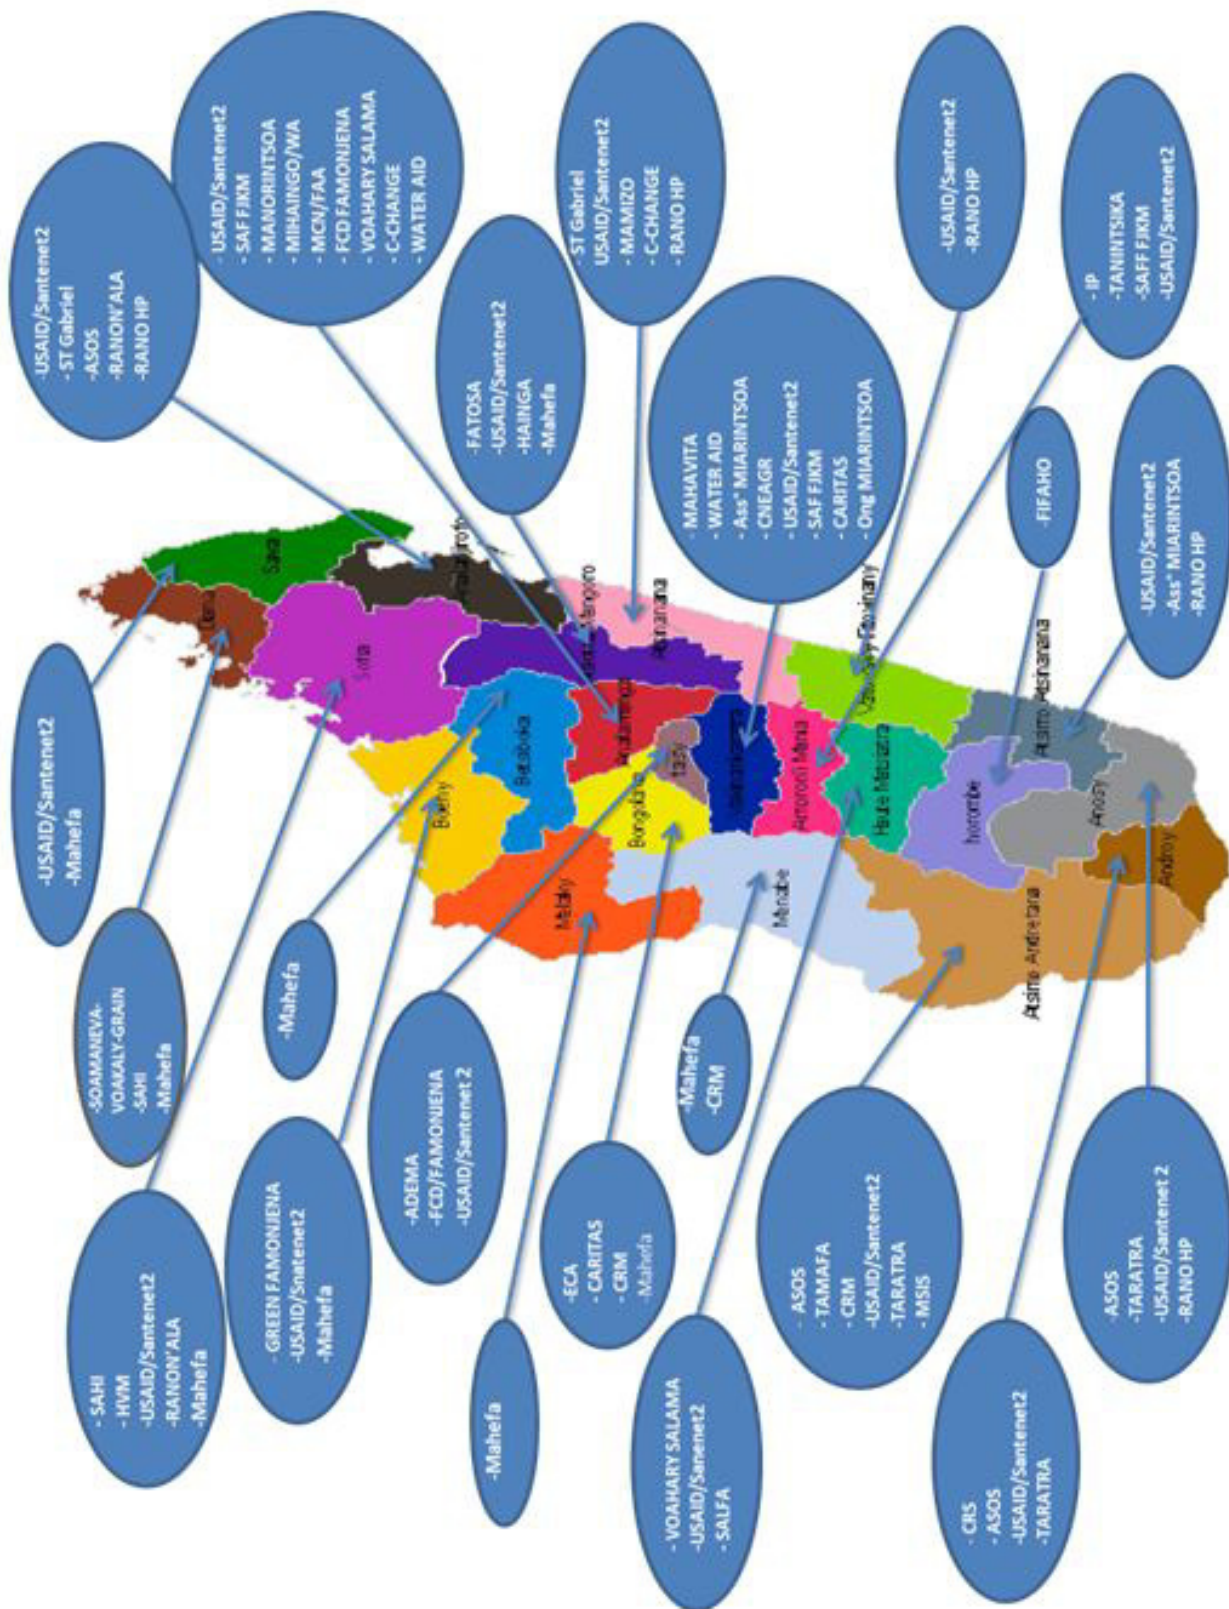 -USAID/Santenet2
- ST Gabriel
-ASOS
-RANON'ALA
-RANO HP
-USAID/Santenet2
- SAF FJKM
- MANORINTSOA
- MIHAINGO/WA
- MCN/FAA
- FCD FAMONJENA
- VOAHARY SALAMA
- C-CHANGE
- WATER AID
-FATOSA
-USAID/Santenet2
-HAINGA
-Mahefa
- ST Gabriel
USAID/Santenet2
- MAMIZO
- C-CHANGE
- RANO HP
- MAHAVITA
- WATER AID
- Ass° MIARINTSOA
- CNEAGR
- USAID/Santenet2
- SAF FJKM
- CARITAS
- Ong MIARINTSOA
-USAID/Santenet2
- RANO HP
- IP
-TANINTSIKA
-SAFF FJKM
-USAID/Santenet2
-FIFAHO
-USAID/Santenet2
-Ass° MIARINTSOA
- RANO HP
-USAID/Santenet2
-Mahefa
-SOAMANEVA-
VOAKALY-GRAIN
-SAHI
-Mahefa
- SAHI
- HVM
-USAID/Santenet2
-RANON'ALA
-Mahefa
-Mahefa
- GREEN FAMONJENA
-USAID/Snatenet2
-Mahefa
-ADEMA
-FCD/FAMONJENA
-USAID/Santenet 2
-Mahefa
-ECA
- CARITAS
- CRM
-Mahefa
-Mahefa
-CRM
- VOAHARY SALAMA
-USAID/Sanenet2
- SALFA
- ASOS
- TAMAFA
- CRM
-USAID/Santenet2
- TARATRA
- MSIS
- CRS
- ASOS
-USAID/Santenet2
-TARATRA
-ASOS
- TARATRA
-USAID/Santenet 2
- RANO HP
Diana
Sava
Sofia
Boeny
Betsiboka
Melaky
Analamanga
Bongolava
Itasy
Atsinanana
Amoron'i Mania
Haute Matsiatra
Menabe
Ihorombe
Atsimo Atsinanana
Atsimo Andrefana
Anosy
Androy